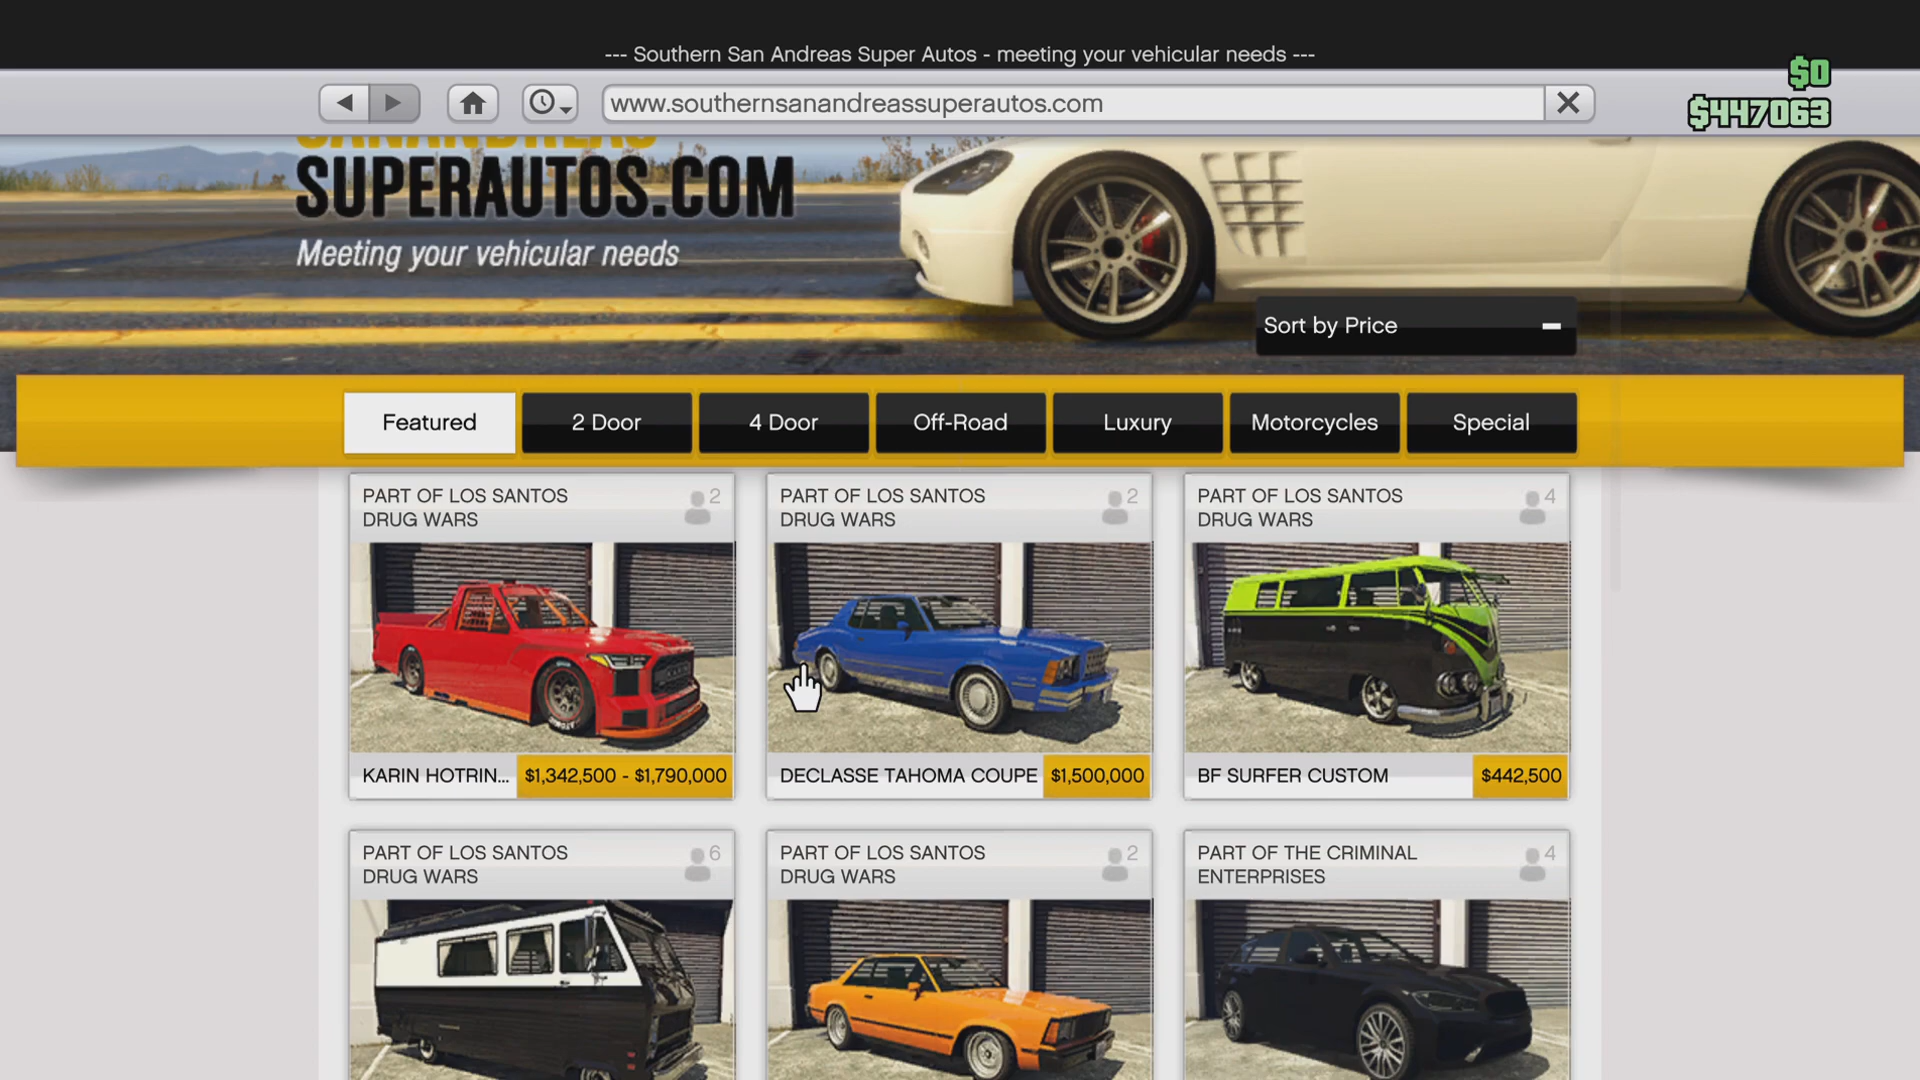 --- Southern San Andreas Super Autos - meeting your vehicular needs ---
$0
www.southernsanandreassuperautos.com
$447063
SANANDREAS
SUPERAUTOS.COM
Meeting your vehicular needs
Sort by Price
Featured
2 Door
4 Door
Off-Road
Luxury
Motorcycles
Special
PART OF LOS SANTOS
DRUG WARS
2
PART OF LOS SANTOS
DRUG WARS
2
PART OF LOS SANTOS
DRUG WARS
4
KARIN HOTRIN... $1,342,500 - $1,790,000
DECLASSE TAHOMA COUPE $1,500,000
BF SURFER CUSTOM $442,500
PART OF LOS SANTOS
DRUG WARS
6
PART OF LOS SANTOS
DRUG WARS
2
PART OF THE CRIMINAL
ENTERPRISES
4